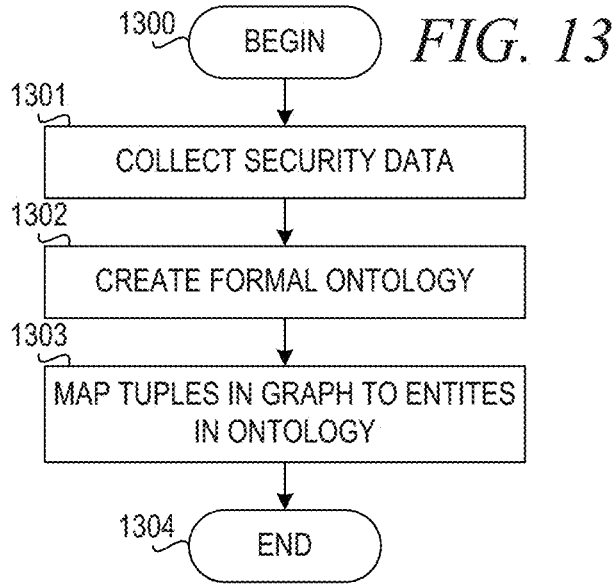 1300
BEGIN
FIG. 13
1301
COLLECT SECURITY DATA
1302
CREATE FORMAL ONTOLOGY
1303
MAP TUPLES IN GRAPH TO ENTITES
IN ONTOLOGY
1304
END